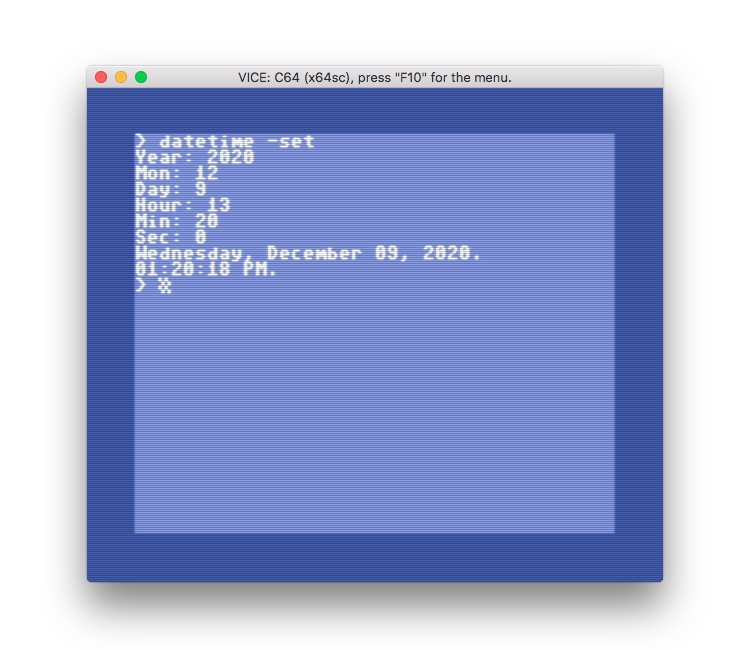 VICE: C64 (x64sc), press "F10" for the menu.
> datetime -set
Year: 2020
Mon: 12
Day: 9
Hour: 13
Min: 20
Sec: 0
Wednesday, December 09, 2020.
01:20:18 PM.
>